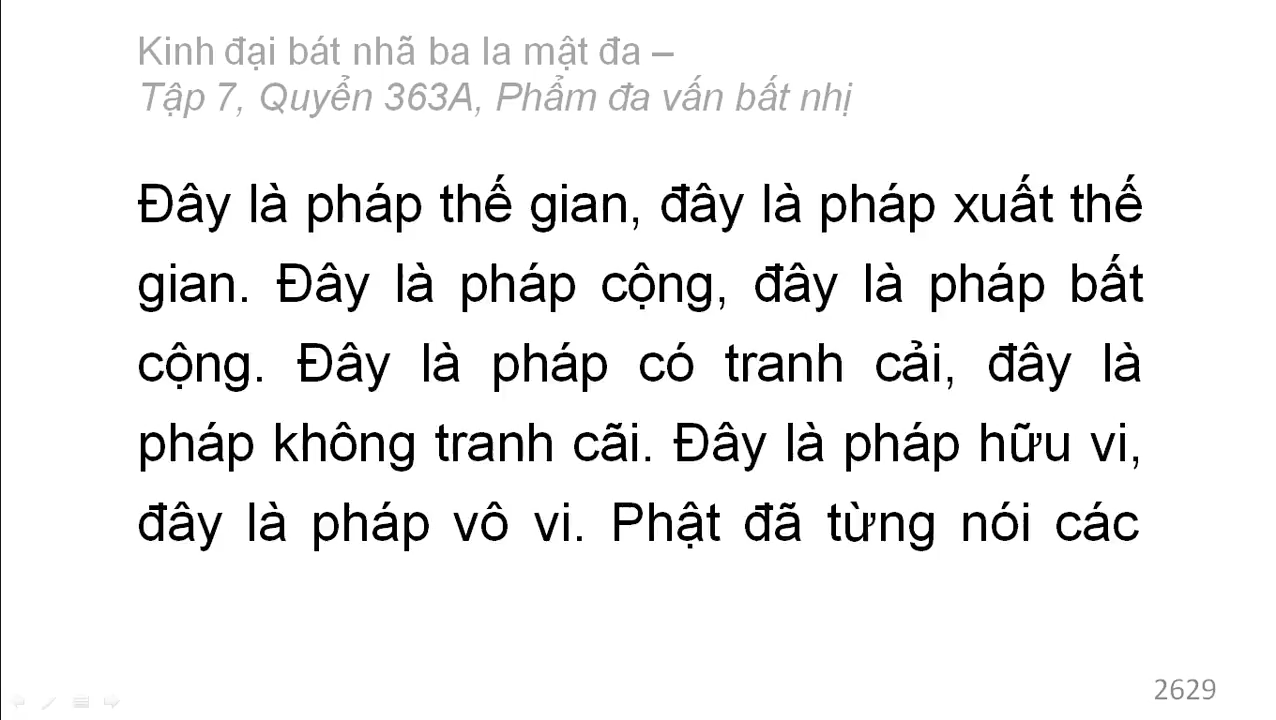 Kinh đại bát nhã ba la mật đa –
Tập 7, Quyển 363A, Phẩm đa vấn bất nhị
Đây là pháp thế gian, đây là pháp xuất thế
gian. Đây là pháp cộng, đây là pháp bất
cộng. Đây là pháp có tranh cải, đây là
pháp không tranh cãi. Đây là pháp hữu vi,
đây là pháp vô vi. Phật đã từng nói các
2629